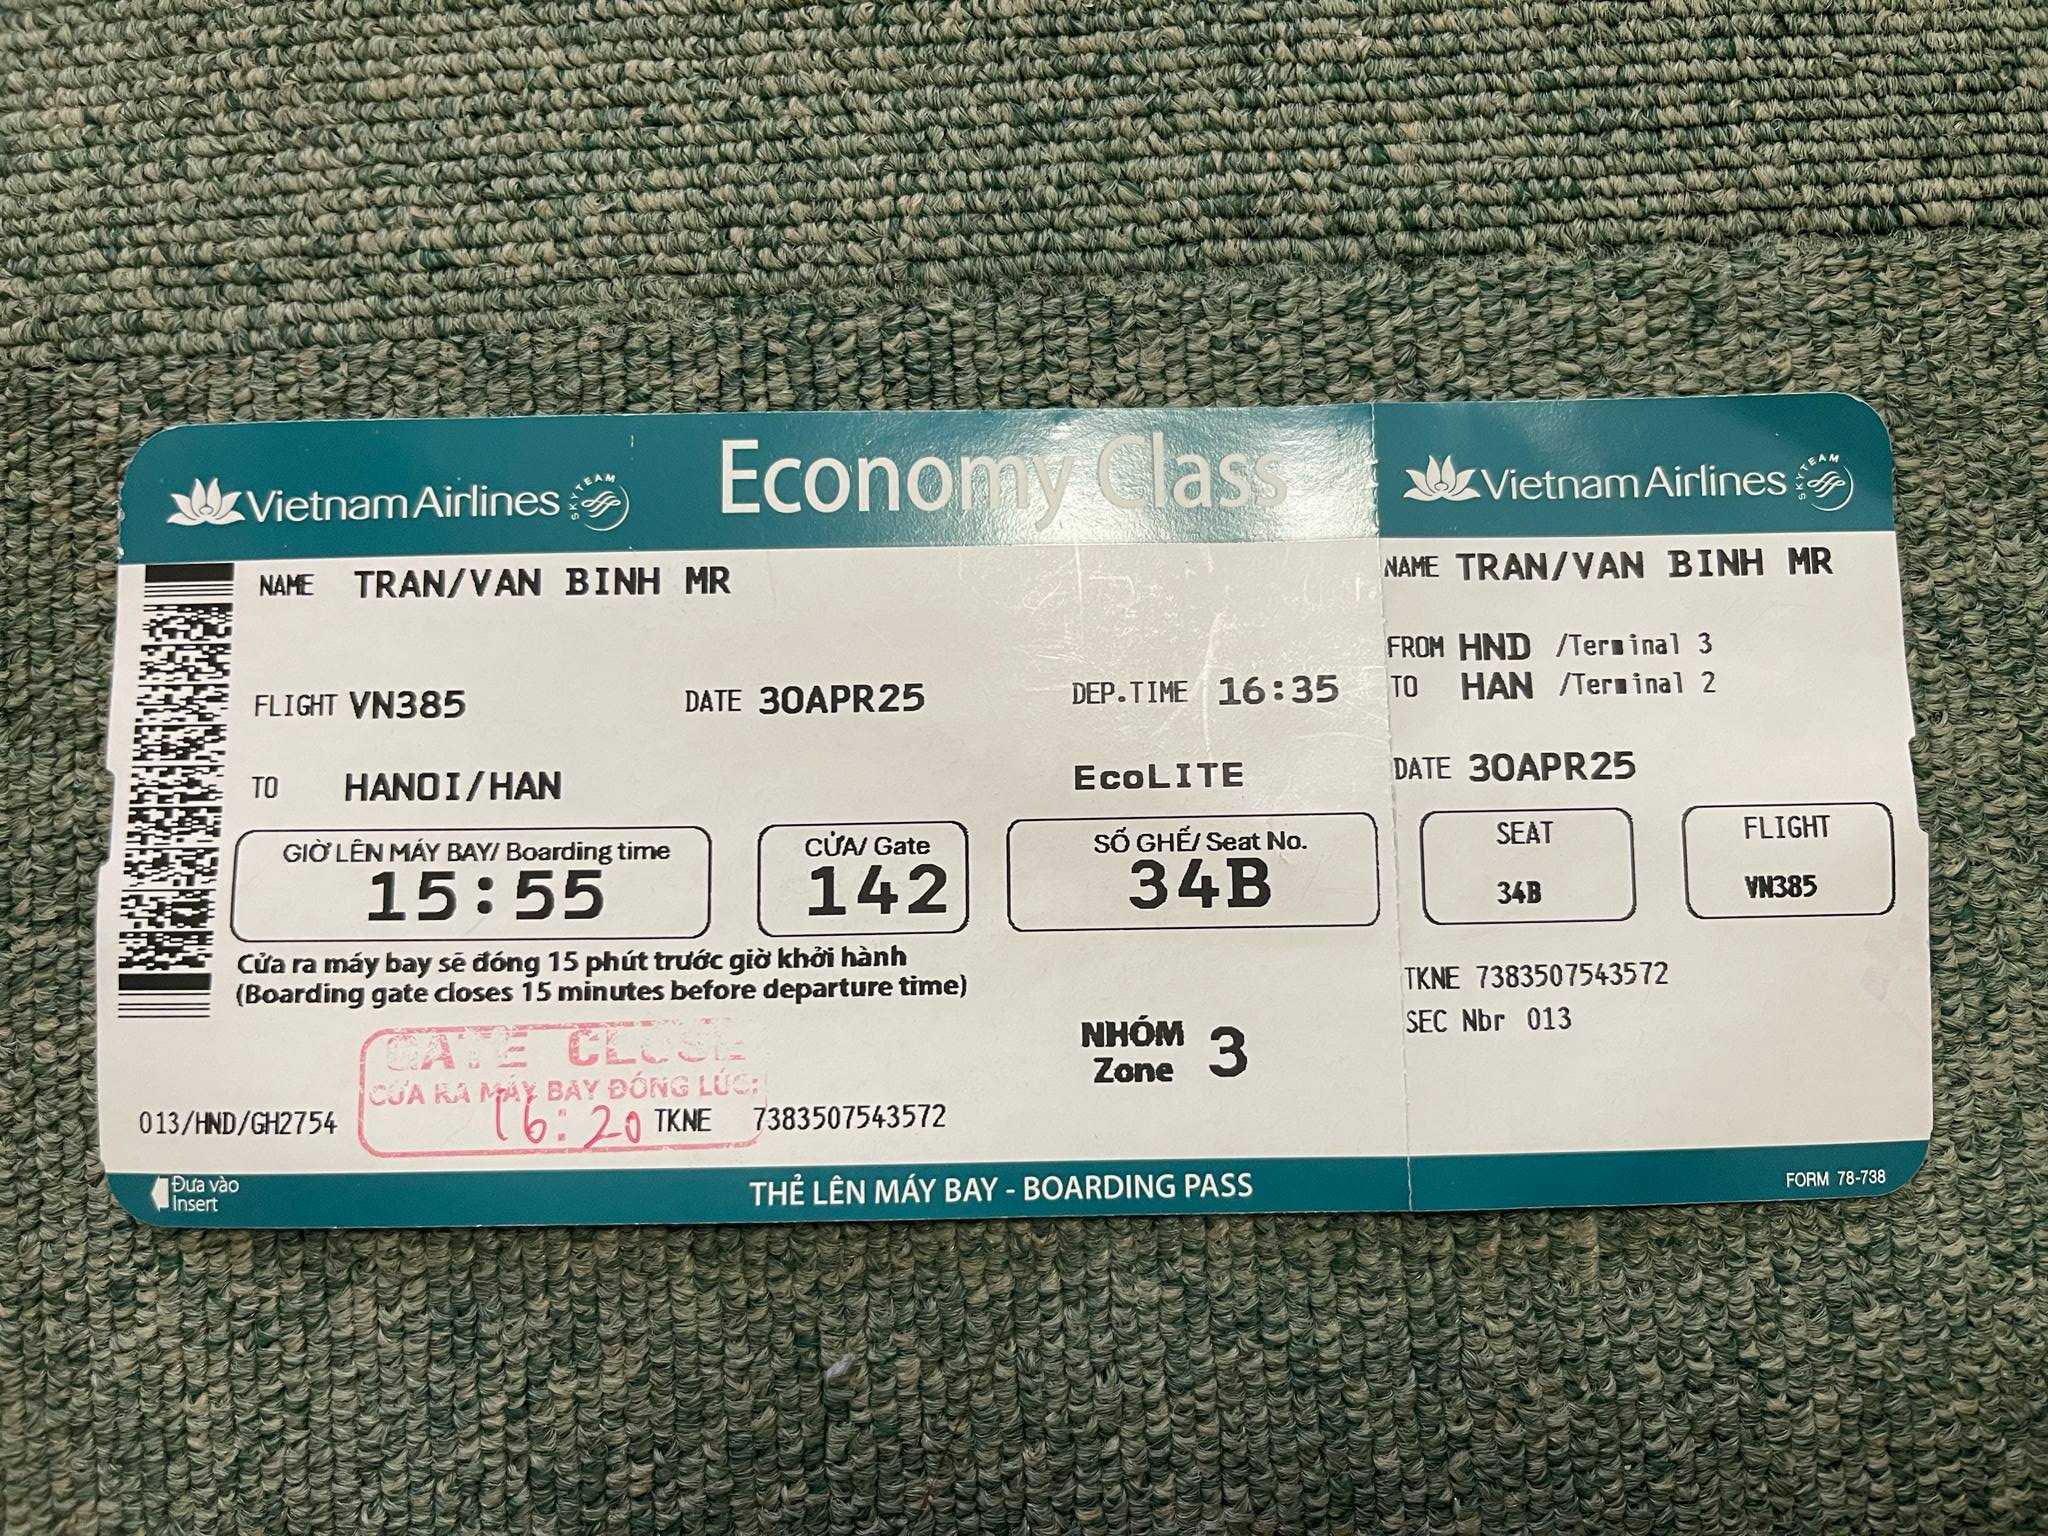 Vietnam Airlines SKYTEAM
Economy Class
NAME TRAN/VAN BINH MR
FLIGHT VN385 DATE 30APR25 DEP.TIME 16:35
TO HANOI/HAN EcoLITE
GIỜ LÊN MÁY BAY/ Boarding time
15:55
CỬA/ Gate
142
SỐ GHẾ/ Seat No.
34B
Cửa ra máy bay sẽ đóng 15 phút trước giờ khởi hành
(Boarding gate closes 15 minutes before departure time)
NHÓM
Zone 3
GATE CLOSE
CỬA RA MÁY BAY ĐÓNG LÚC:
16:20
013/HND/GH2754 TKNE 7383507543572
Đưa vào
Insert
THẺ LÊN MÁY BAY - BOARDING PASS
Vietnam Airlines SKYTEAM
NAME TRAN/VAN BINH MR
FROM HND /Terminal 3
TO HAN /Terminal 2
DATE 30APR25
SEAT
34B
FLIGHT
VN385
TKNE 7383507543572
SEC Nbr 013
FORM 78-738